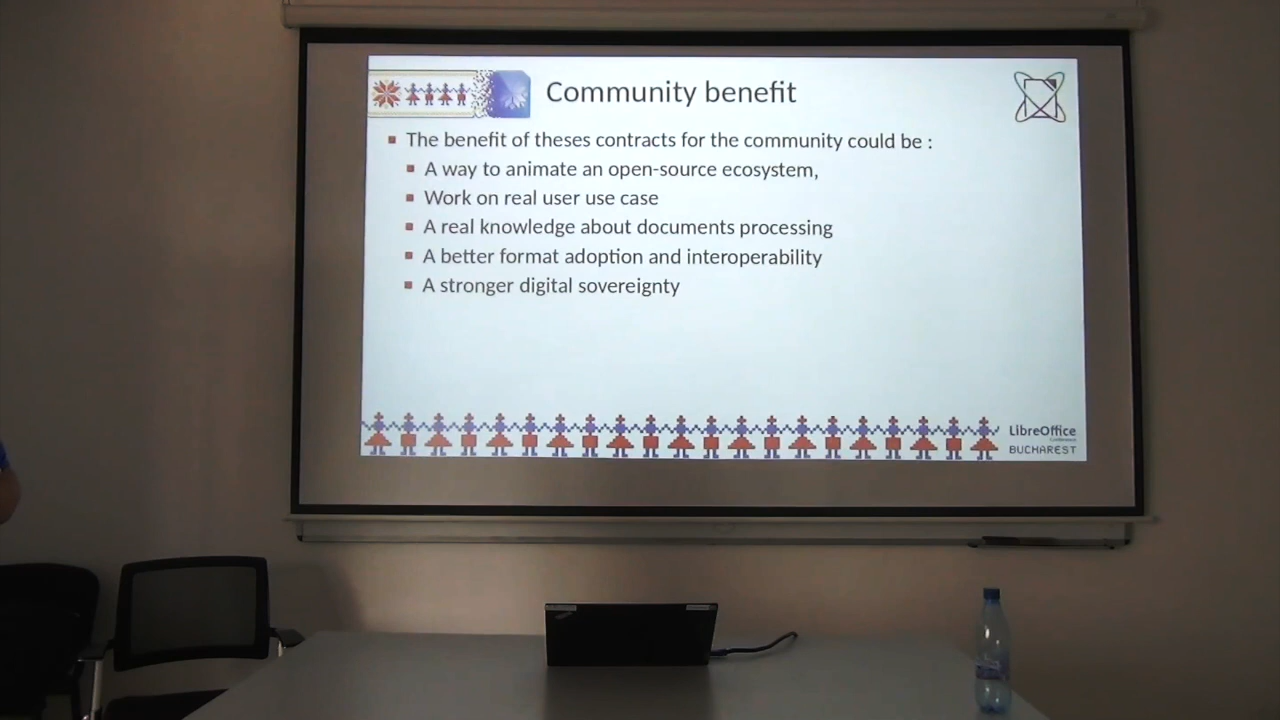 Community benefit
The benefit of theses contracts for the community could be :
A way to animate an open-source ecosystem,
Work on real user use case
A real knowledge about documents processing
A better format adoption and interoperability
A stronger digital sovereignty
LibreOffice
Conference
BUCHAREST